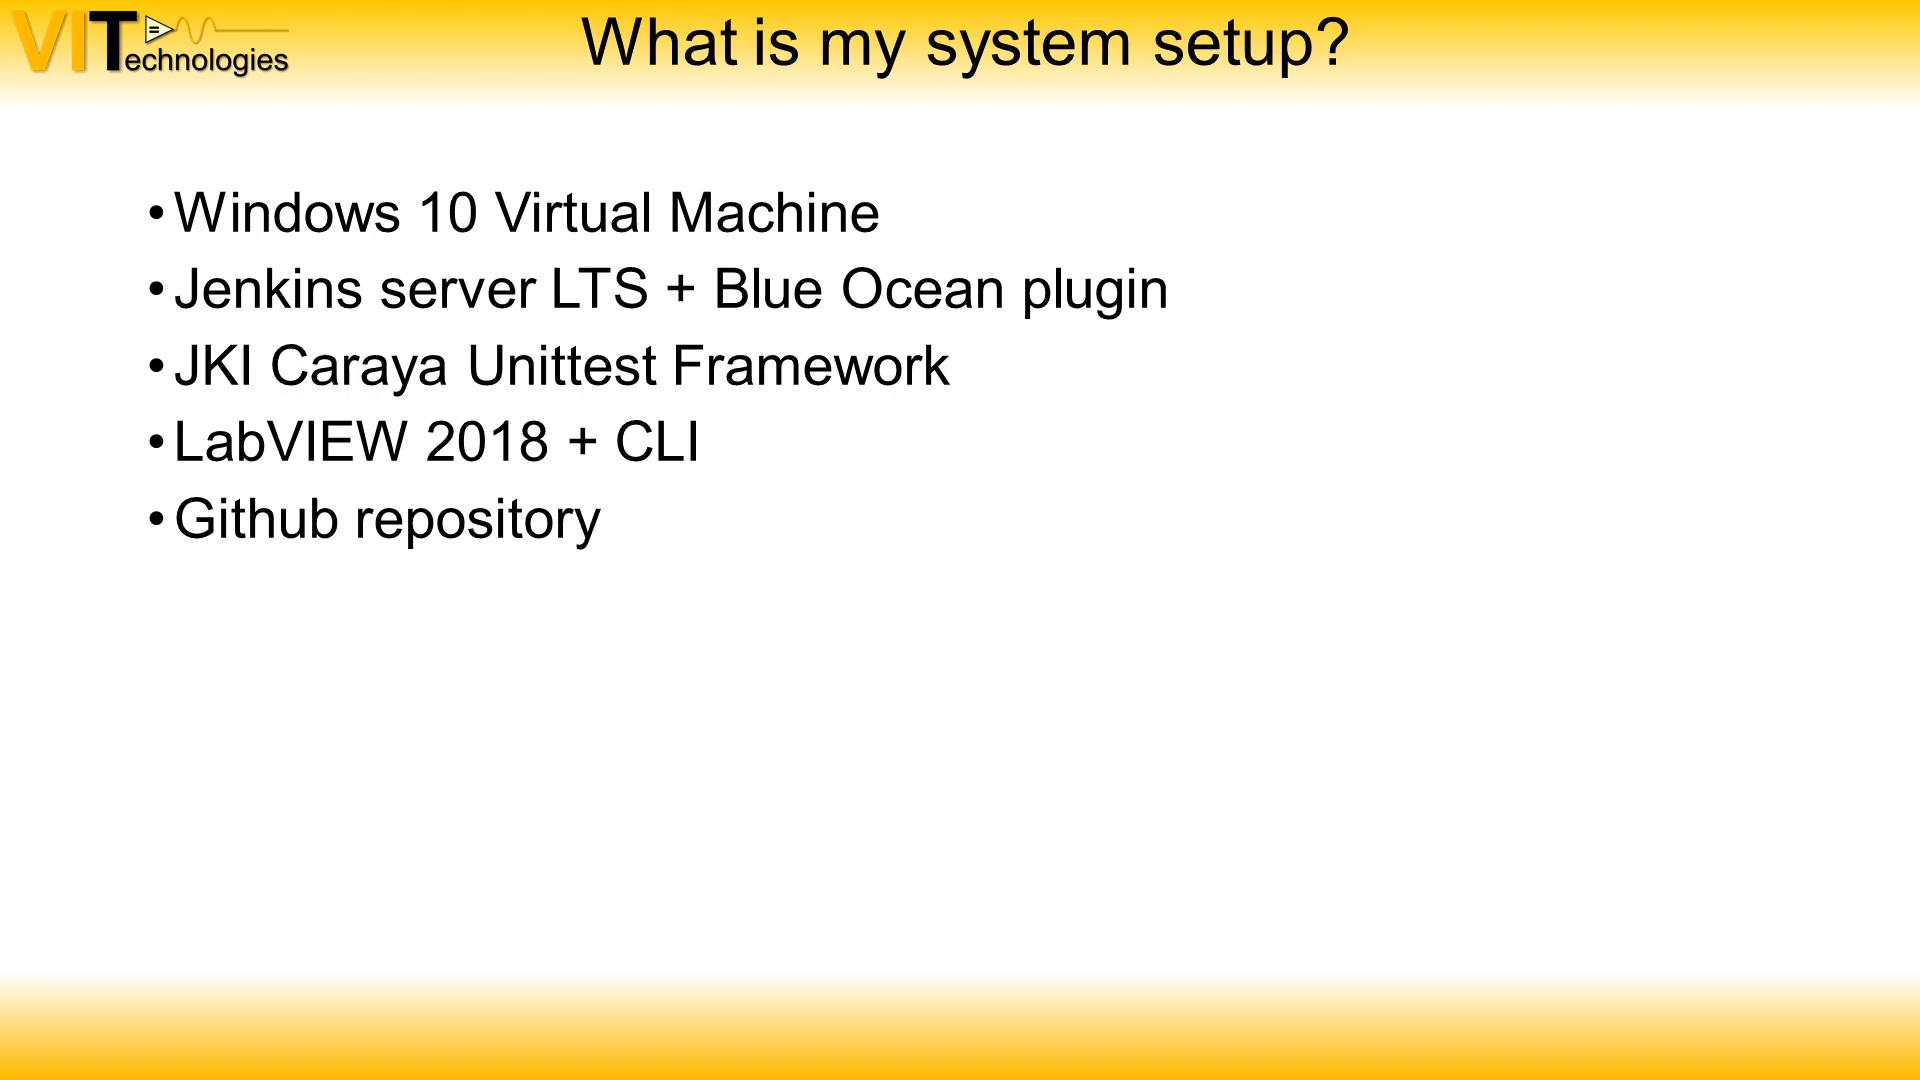 VITechnologies
What is my system setup?
• Windows 10 Virtual Machine
• Jenkins server LTS + Blue Ocean plugin
• JKI Caraya Unittest Framework
• LabVIEW 2018 + CLI
• Github repository